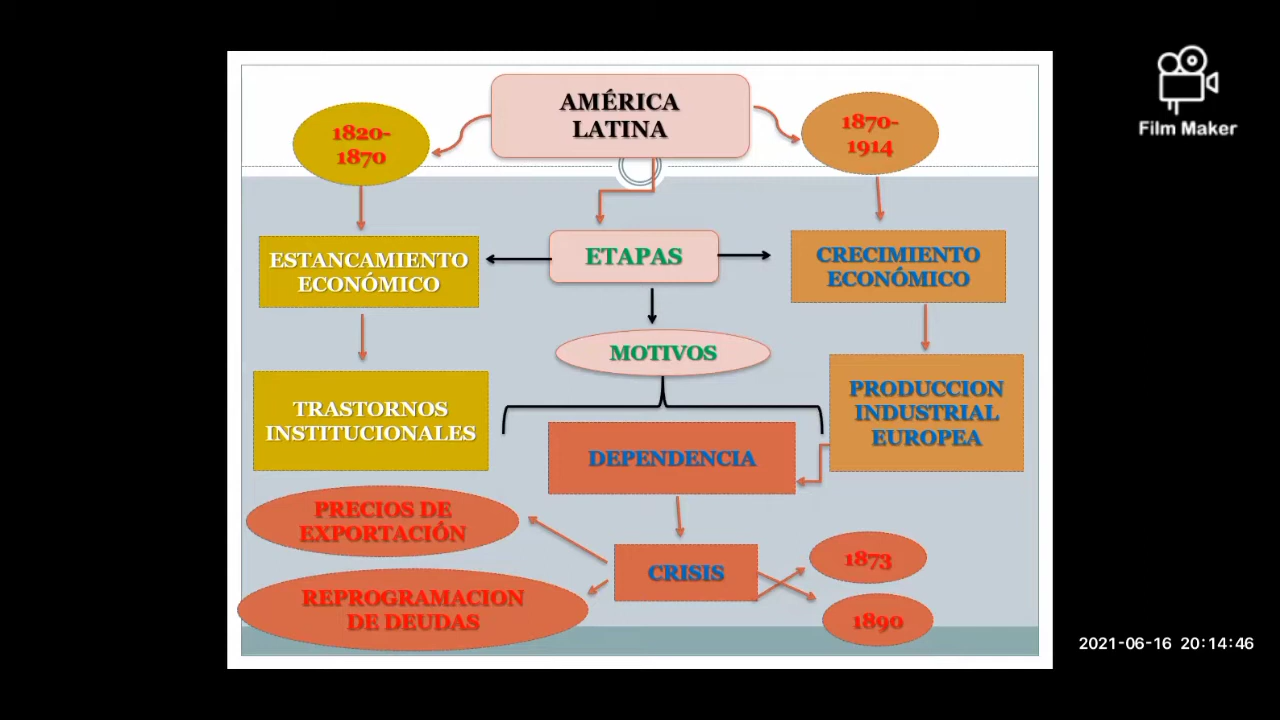 AMÉRICA
LATINA
1820-
1870
1870-
1914
ETAPAS
ESTANCAMIENTO
ECONÓMICO
CRECIMIENTO
ECONÓMICO
MOTIVOS
TRASTORNOS
INSTITUCIONALES
PRODUCCION
INDUSTRIAL
EUROPEA
DEPENDENCIA
PRECIOS DE
EXPORTACIÓN
CRISIS
1873
REPROGRAMACION
DE DEUDAS
1890
Film Maker
2021-06-16 20:14:46